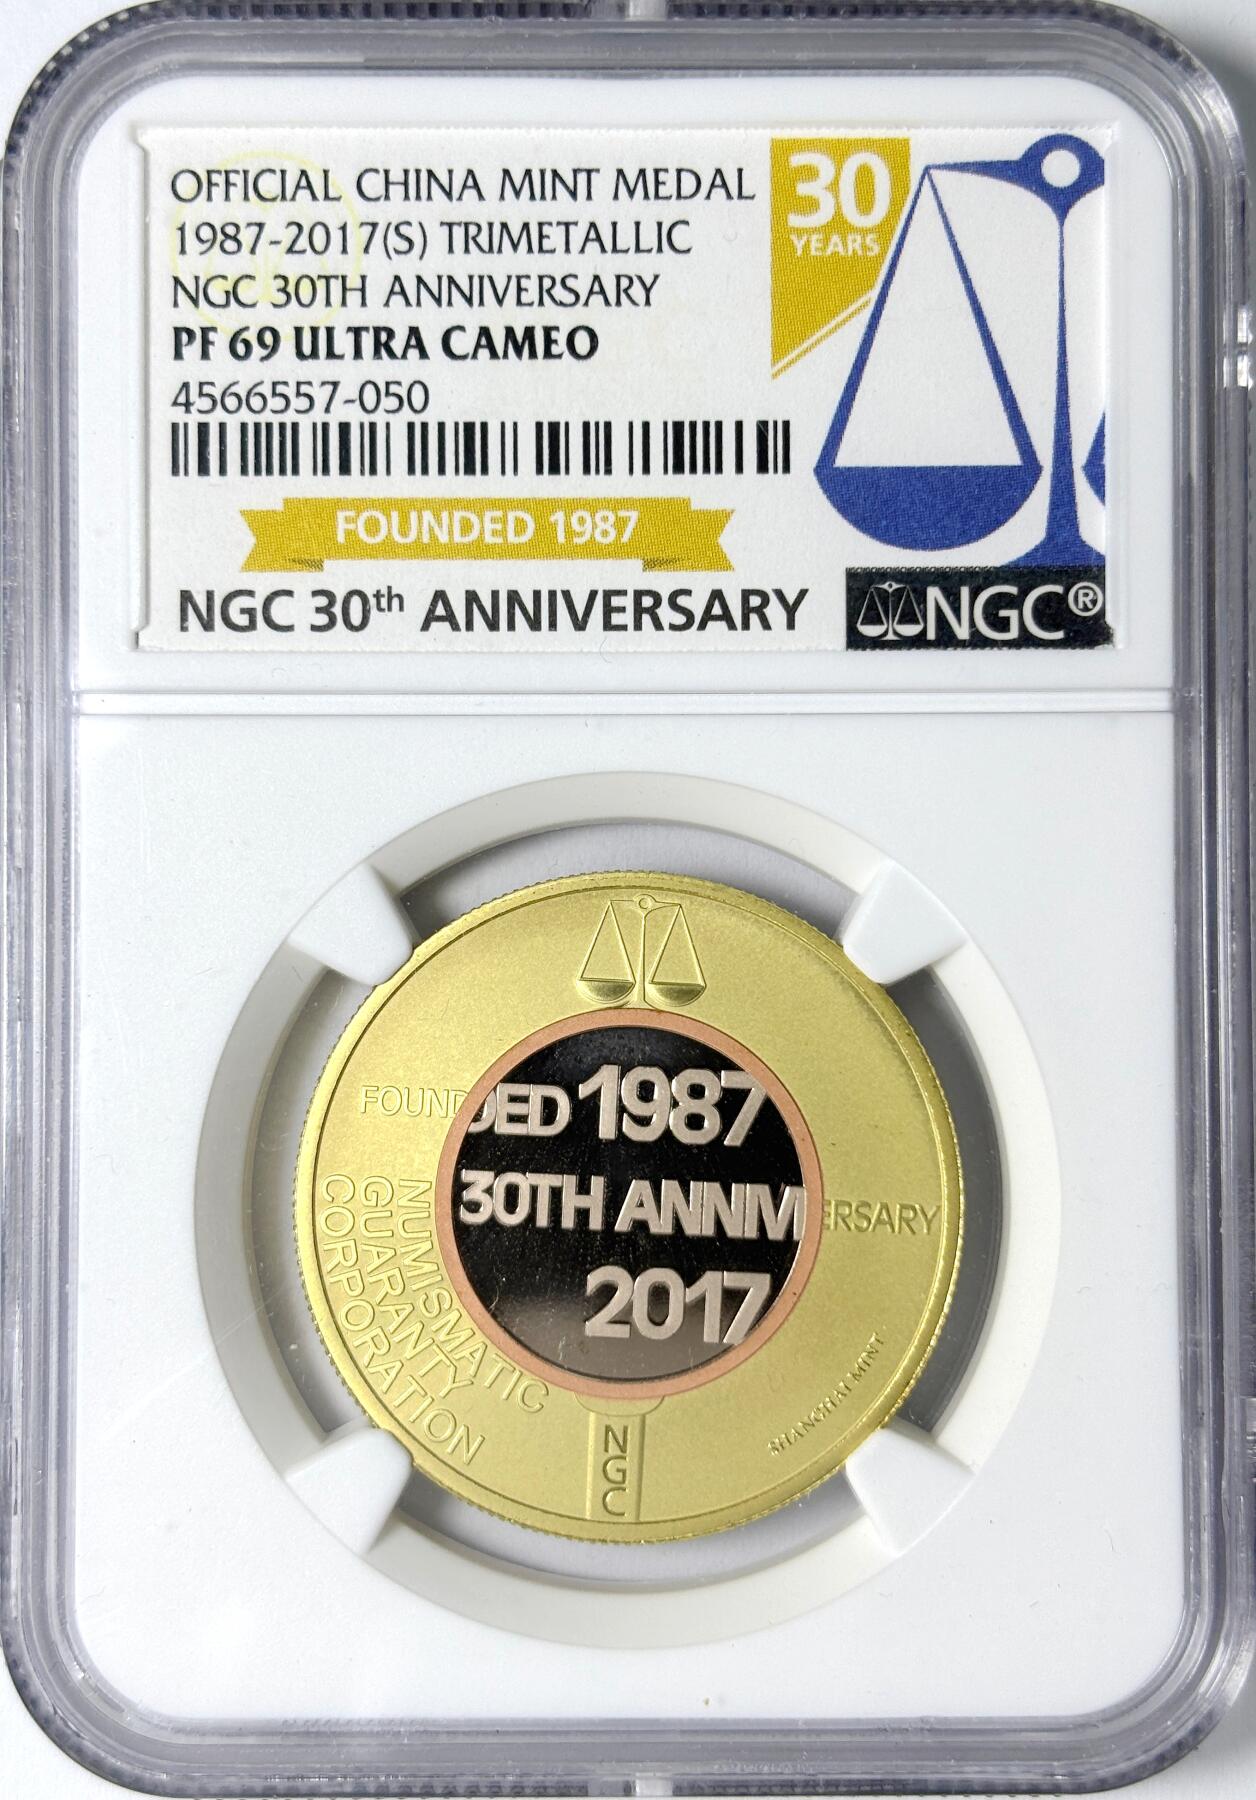 OFFICIAL CHINA MINT MEDAL
1987-2017(S) TRIMETALLIC
NGC 30TH ANNIVERSARY
PF 69 ULTRA CAMEO
4566557-050
30
YEARS
FOUNDED 1987
NGC 30th ANNIVERSARY
NGC®
FOUNDED 1987
30TH ANNIVERSARY
2017
NUMISMATIC
GUARANTY
CORPORATION
NGC
SHANGHAI MINT